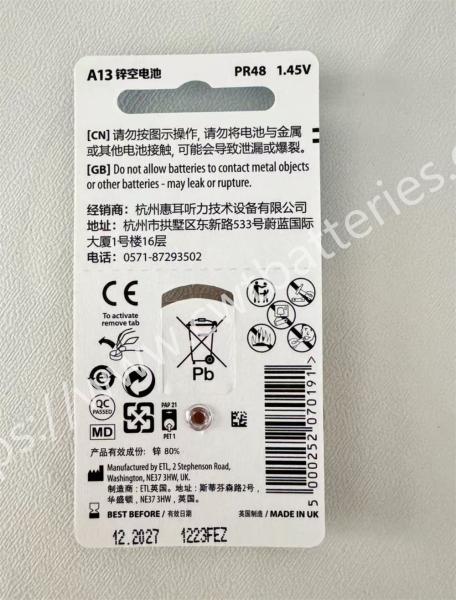 A13 锌空电池 PR48 1.45V
[CN] 请勿按图示操作, 请勿将电池与金属
或其他电池接触, 可能会导致泄漏或爆裂。
[GB] Do not allow batteries to contact metal objects
or other batteries - may leak or rupture.
经销商：杭州惠耳听力技术设备有限公司
地址：杭州市拱墅区东新路533号蔚蓝国际
大厦1号楼16层
电话：0571-87293502
CE
To activate
remove tab
Pb
QC
PASSED
PAP 21
PET 1
MD
产品有效成份：锌 80%
Manufactured by ETL, 2 Stephenson Road,
Washington, NE37 3HW, UK.
制造商：ETL英国。地址：斯蒂芬森路2号，
华盛顿，NE37 3HW，英国。
BEST BEFORE / 有效日期
英国制造 / MADE IN UK
12.2027 1223FEZ
5 000252 070191 >